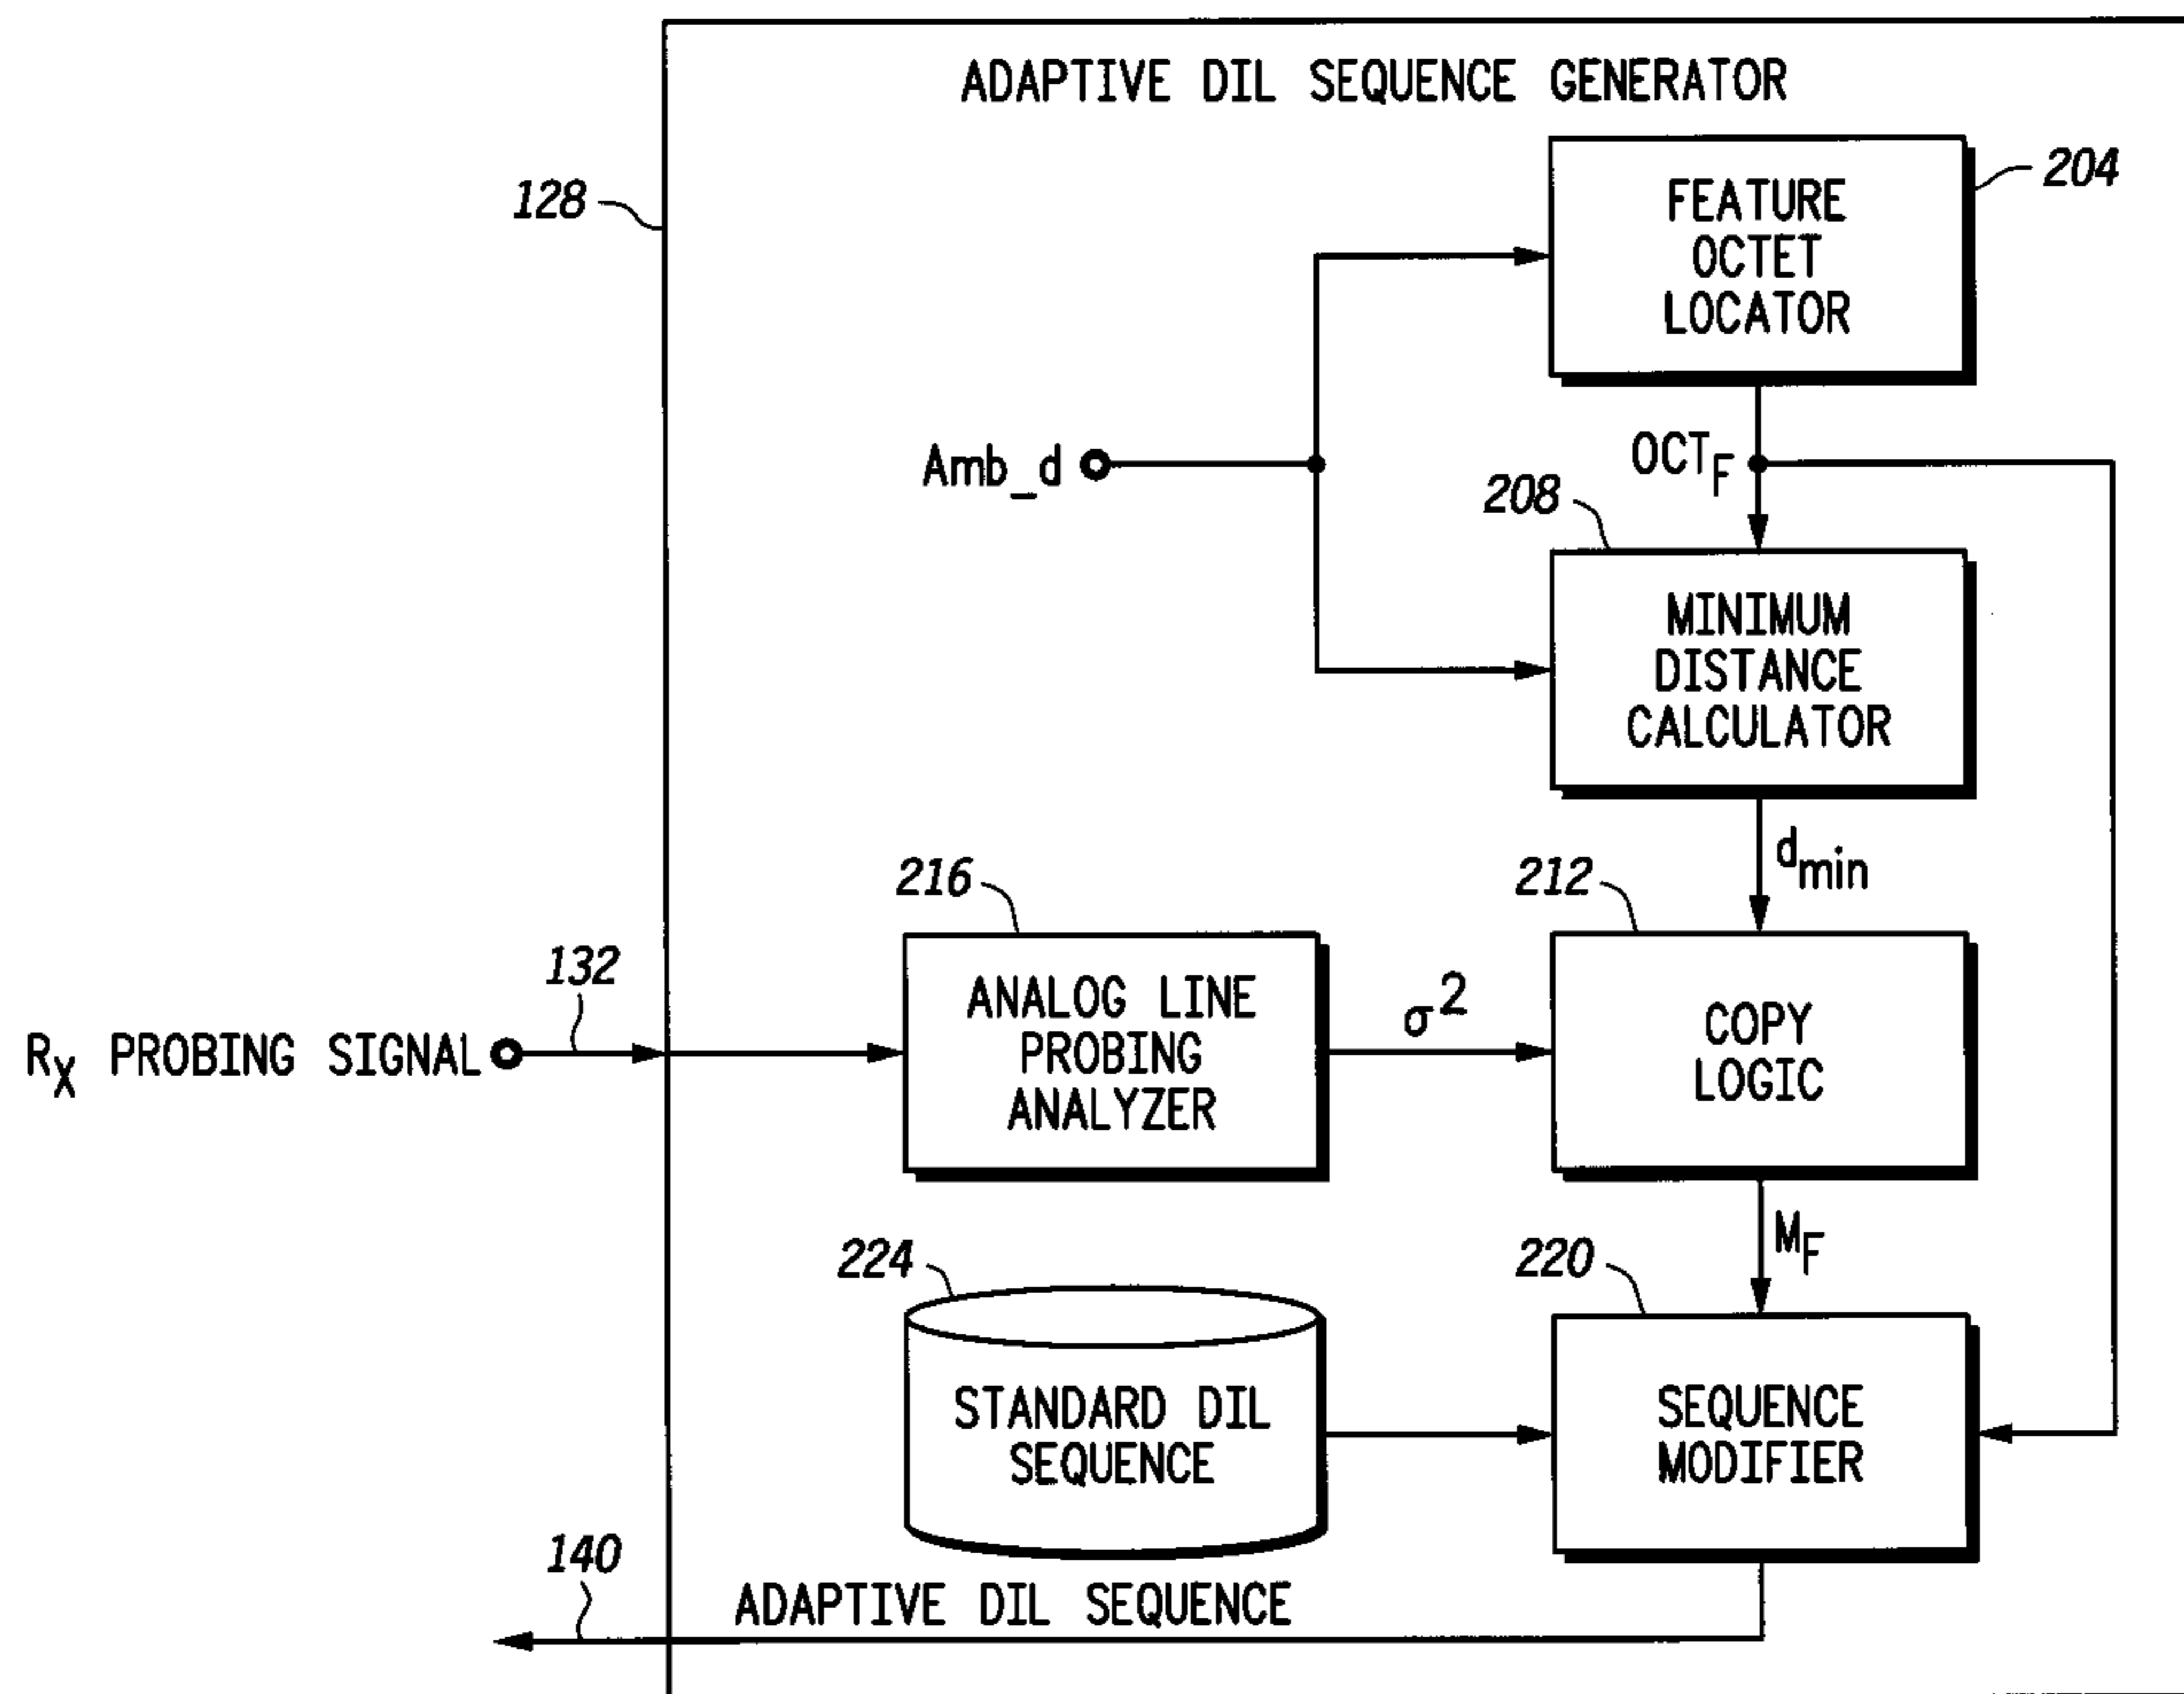 ADAPTIVE DIL SEQUENCE GENERATOR
128
204
FEATURE
OCTET
LOCATOR
Amb_d
OCT_F
208
MINIMUM
DISTANCE
CALCULATOR
d_min
216
212
132
R_X PROBING SIGNAL
ANALOG LINE
PROBING
ANALYZER
σ²
COPY
LOGIC
M_F
224
220
STANDARD DIL
SEQUENCE
SEQUENCE
MODIFIER
140
ADAPTIVE DIL SEQUENCE